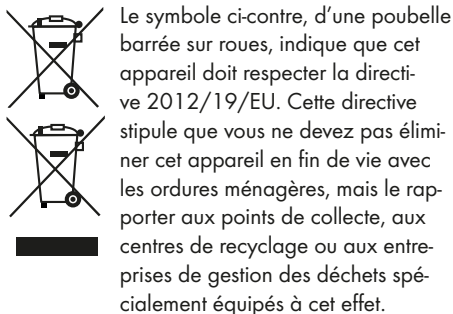 Le symbole ci-contre, d’une poubelle
barrée sur roues, indique que cet
appareil doit respecter la directi-
ve 2012/19/EU. Cette directive
stipule que vous ne devez pas élimi-
ner cet appareil en fin de vie avec
les ordures ménagères, mais le rap-
porter aux points de collecte, aux
centres de recyclage ou aux entre-
prises de gestion des déchets spé-
cialement équipés à cet effet.